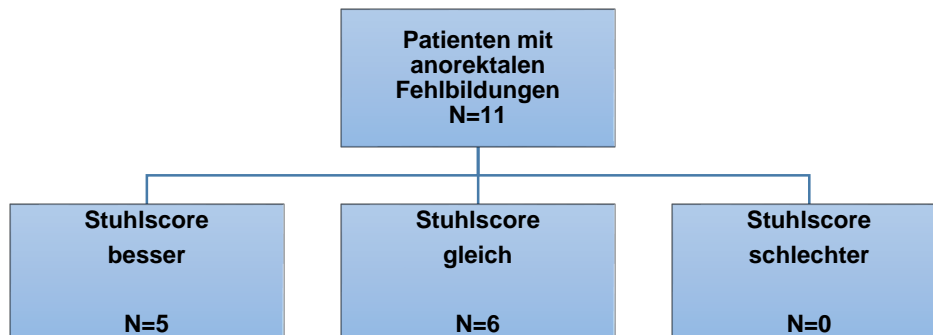 Patienten mit
anorektalen
Fehlbildungen
N=11
Stuhlscore
besser
N=5
Stuhlscore
gleich
N=6
Stuhlscore
schlechter
N=0